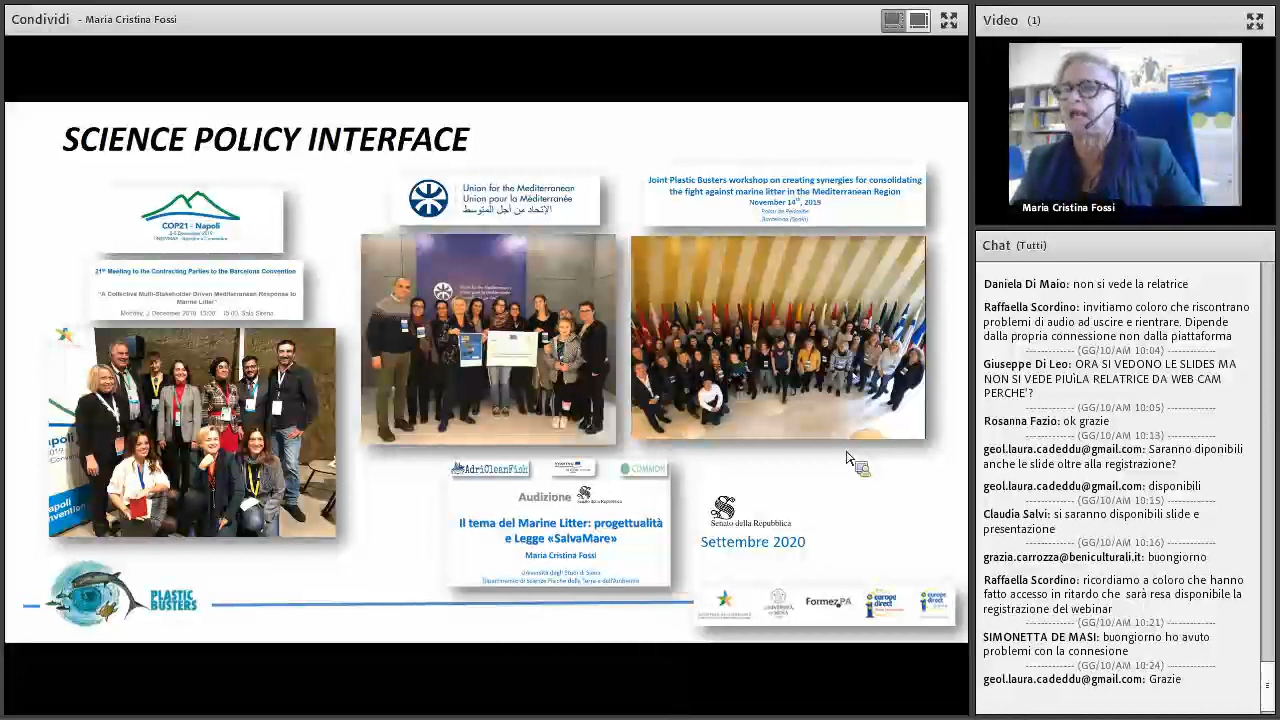 Condividi - Maria Cristina Fossi
SCIENCE POLICY INTERFACE
COP21 - Napoli
21st Meeting to the Contracting Parties to the Barcelona Convention
"A Collective Multi-Stakeholder Driven Mediterranean Response to
Marine Litter"
Union for the Mediterranean
Union pour la Méditerranée
الإتحاد من أجل المتوسط
Joint Plastic Busters workshop on creating synergies for consolidating
the fight against marine litter in the Mediterranean Region
November 14th, 2019
Barcelona (Spain)
AdriCleanFish
COMMON
Audizione
Il tema del Marine Litter: progettualità
e Legge «SalvaMare»
Maria Cristina Fossi
Università degli Studi di Siena
Senato della Repubblica
Settembre 2020
PLASTIC
BUSTERS
FormezPA
europe
direct
europe
direct
Video (1)
Maria Cristina Fossi
Chat (Tutti)
Daniela Di Maio: non si vede la relatrice
Raffaella Scordino: invitiamo coloro che riscontrano
problemi di audio ad uscire e rientrare. Dipende
dalla propria connessione non dalla piattaforma
------------ (GG/10/AM 10:04) ------------
Giuseppe Di Leo: ORA SI VEDONO LE SLIDES MA
NON SI VEDE PIUìLA RELATRICE DA WEB CAM
PERCHE'?
------------ (GG/10/AM 10:05) ------------
Rosanna Fazio: ok grazie
------------ (GG/10/AM 10:13) ------------
geol.laura.cadeddu@gmail.com: Saranno diponibili
anche le slide oltre alla registrazione?
geol.laura.cadeddu@gmail.com: disponibili
------------ (GG/10/AM 10:15) ------------
Claudia Salvi: si saranno disponibili slide e
presentazione
------------ (GG/10/AM 10:16) ------------
grazia.carrozza@beniculturali.it: buongiorno
Raffaella Scordino: ricordiamo a coloro che hanno
fatto accesso in ritardo che sarà resa disponibile la
registrazione del webinar
------------ (GG/10/AM 10:21) ------------
SIMONETTA DE MASI: buongiorno ho avuto
problemi con la connesione
------------ (GG/10/AM 10:24) ------------
geol.laura.cadeddu@gmail.com: Grazie